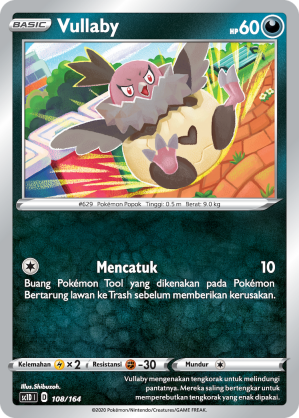 BASIC Vullaby HP60
#629 Pokémon Popok Tinggi: 0.5 m Berat: 9.0 kg
Mencatuk 10
Buang Pokémon Tool yang dikenakan pada Pokémon
Bertarung lawan ke Trash sebelum memberikan kerusakan.
Kelemahan ×2 Resistansi -30 Mundur
Illus. Shibuzoh.
Vullaby mengenakan tengkorak untuk melindungi
pantatnya. Mereka saling bertengkar untuk
memperebutkan tengkorak yang enak dikenakan.
sc1D I D 108/164
©2020 Pokémon/Nintendo/Creatures/GAME FREAK.